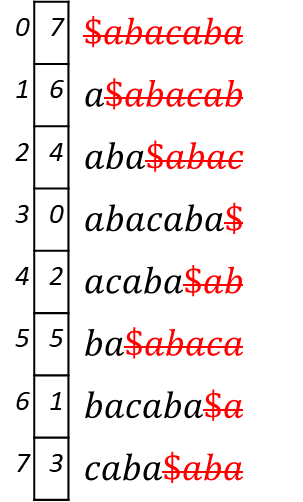 0 7 $abacaba
1 6 a$abacab
2 4 aba$abac
3 0 abacaba$
4 2 acaba$ab
5 5 ba$abaca
6 1 bacaba$a
7 3 caba$aba